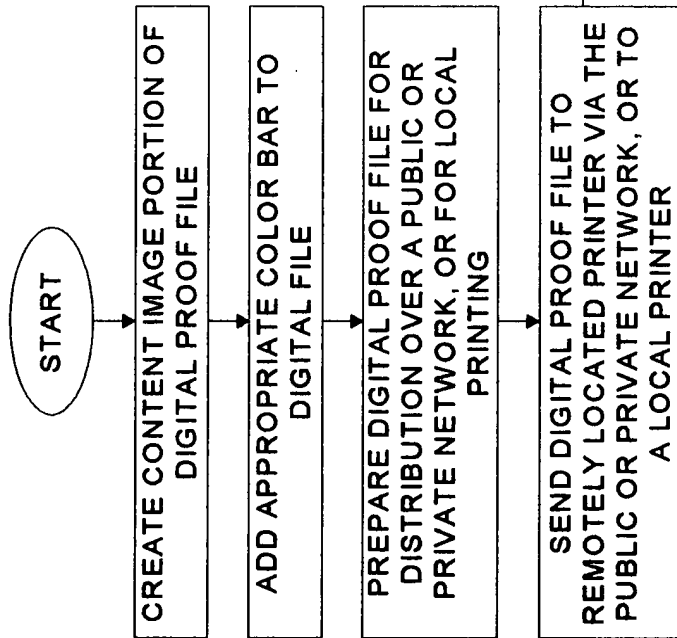 START
CREATE CONTENT IMAGE PORTION OF
DIGITAL PROOF FILE
ADD APPROPRIATE COLOR BAR TO
DIGITAL FILE
PREPARE DIGITAL PROOF FILE FOR
DISTRIBUTION OVER A PUBLIC OR
PRIVATE NETWORK, OR FOR LOCAL
PRINTING
SEND DIGITAL PROOF FILE TO
REMOTELY LOCATED PRINTER VIA THE
PUBLIC OR PRIVATE NETWORK, OR TO
A LOCAL PRINTER